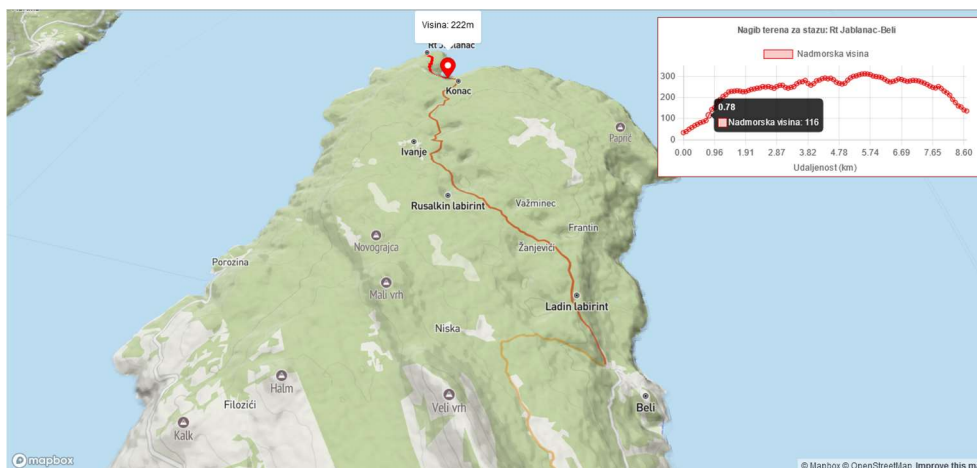 Visina: 222m
Rt Jablanac
Konac
Ivanje
Paprić
Rusalkin labirint
Važminec
Frantin
Novograjca
Žanjevići
Porozina
Mali vrh
Ladin labirint
Niska
Halm
Filozići
Veli vrh
Beli
Kalk
mapbox
© Mapbox © OpenStreetMap Improve this m
Nagib terena za stazu: Rt Jablanac-Beli
Nadmorska visina
300
200
100
0
0.78
Nadmorska visina: 116
0.00 0.96 1.91 2.87 3.82 4.78 5.74 6.69 7.65 8.60
Udaljenost (km)